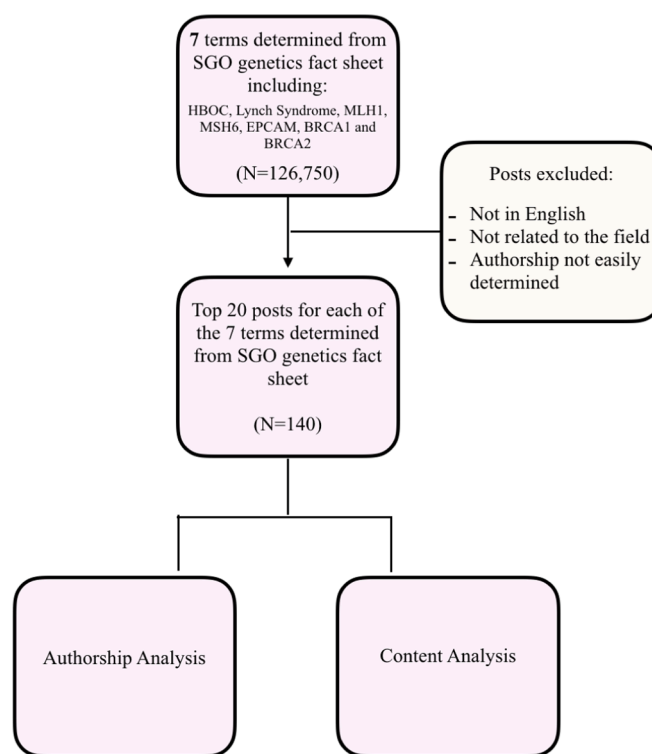 7 terms determined from
SGO genetics fact sheet
including:
HBOC, Lynch Syndrome, MLH1,
MSH6, EPCAM, BRCA1 and
BRCA2
(N=126,750)
Posts excluded:
- Not in English
- Not related to the field
- Authorship not easily
determined
Top 20 posts for each of
the 7 terms determined
from SGO genetics fact
sheet
(N=140)
Authorship Analysis
Content Analysis